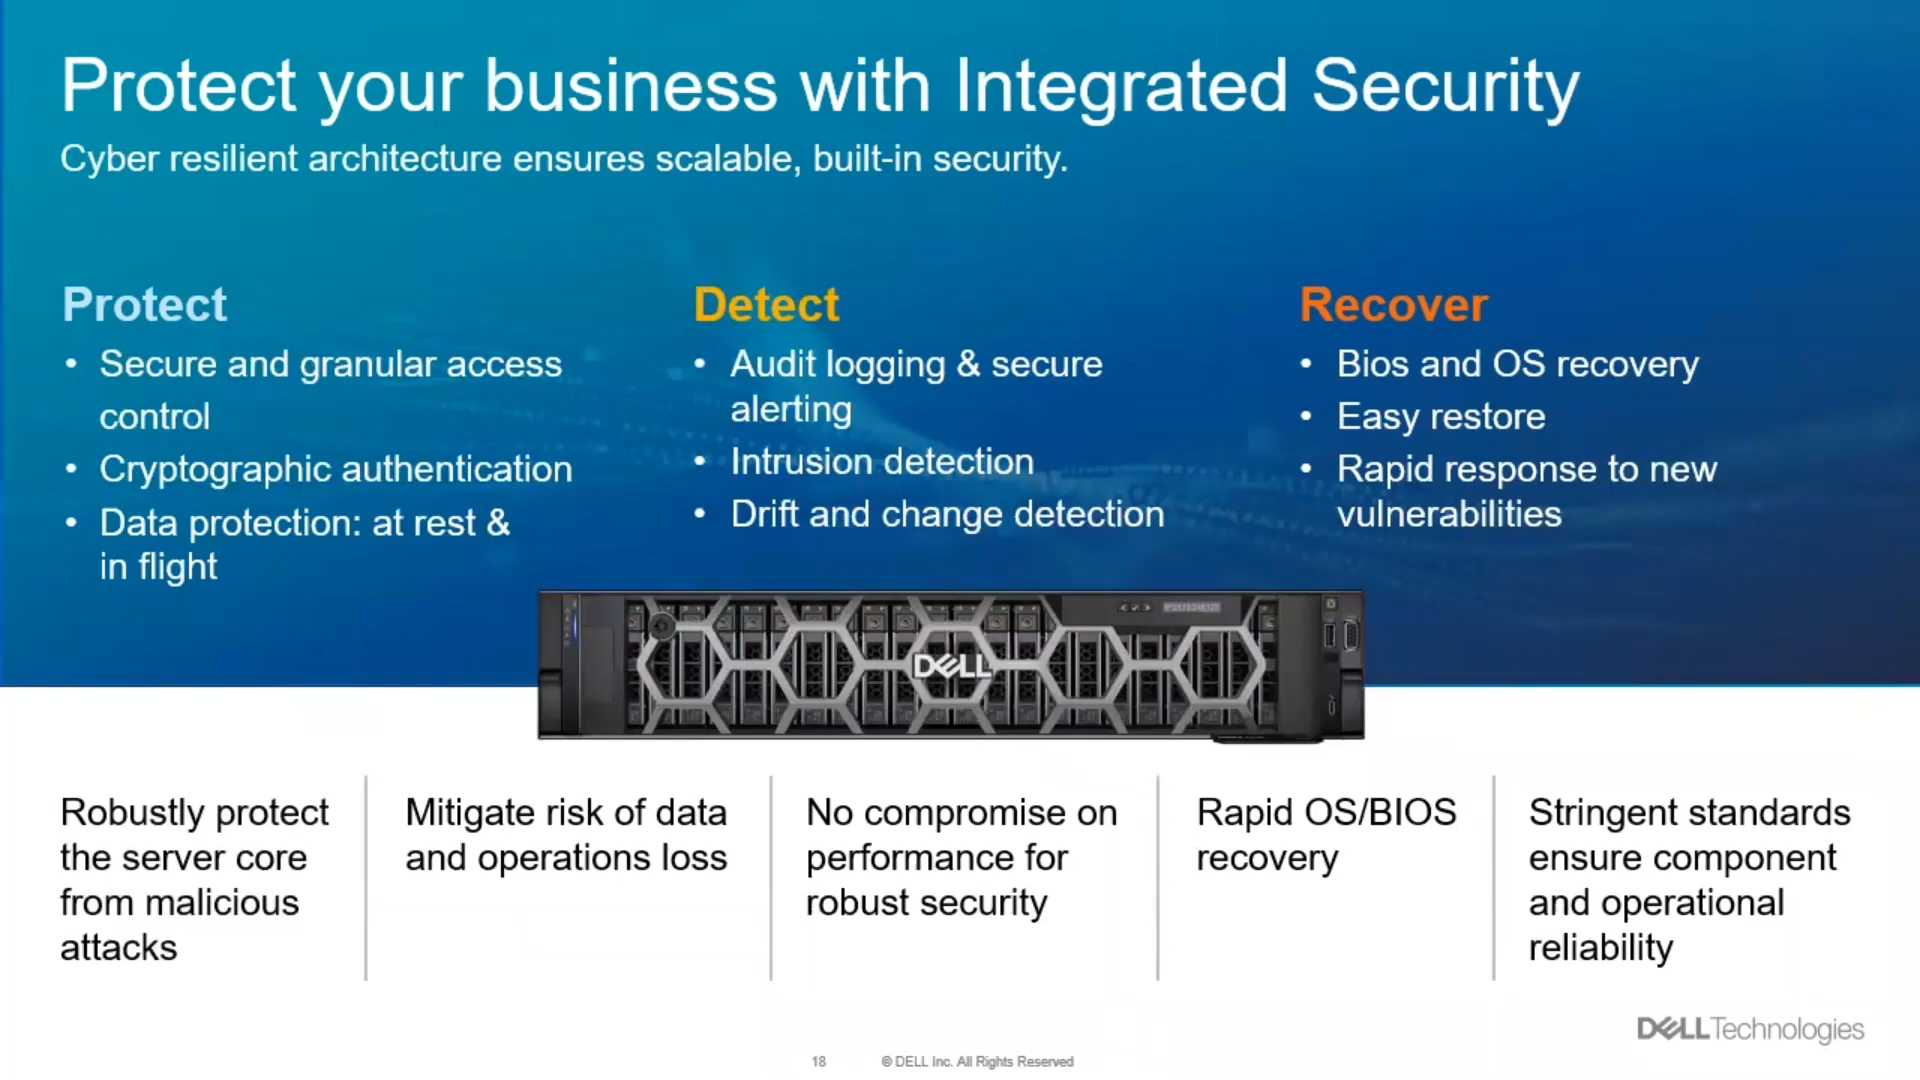 Protect your business with Integrated Security
Cyber resilient architecture ensures scalable, built-in security.
Protect
• Secure and granular access
control
• Cryptographic authentication
• Data protection: at rest &
in flight
Detect
• Audit logging & secure
alerting
• Intrusion detection
• Drift and change detection
Recover
• Bios and OS recovery
• Easy restore
• Rapid response to new
vulnerabilities
DELL
Robustly protect
the server core
from malicious
attacks
Mitigate risk of data
and operations loss
No compromise on
performance for
robust security
Rapid OS/BIOS
recovery
Stringent standards
ensure component
and operational
reliability
DELLTechnologies
18
© DELL Inc. All Rights Reserved